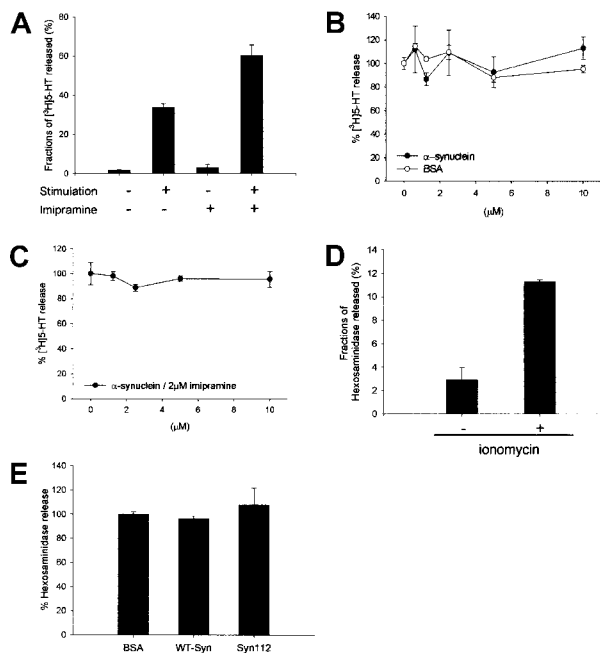 A
Fractions of [³H]5-HT released (%)
80
60
40
20
0
Stimulation - + - +
Imipramine - - + +
B
% [³H]5-HT release
140
120
100
80
60
40
20
0
α-synuclein
BSA
0 2 4 6 8 10
(μM)
C
% [³H]5-HT release
120
100
80
60
40
20
0
α-synuclein / 2μM imipramine
0 2 4 6 8 10
(μM)
D
Fractions of
Hexosaminidase released (%)
14
12
10
8
6
4
2
0
- +
ionomycin
E
% Hexosaminidase release
140
120
100
80
60
40
20
0
BSA WT-Syn Syn112